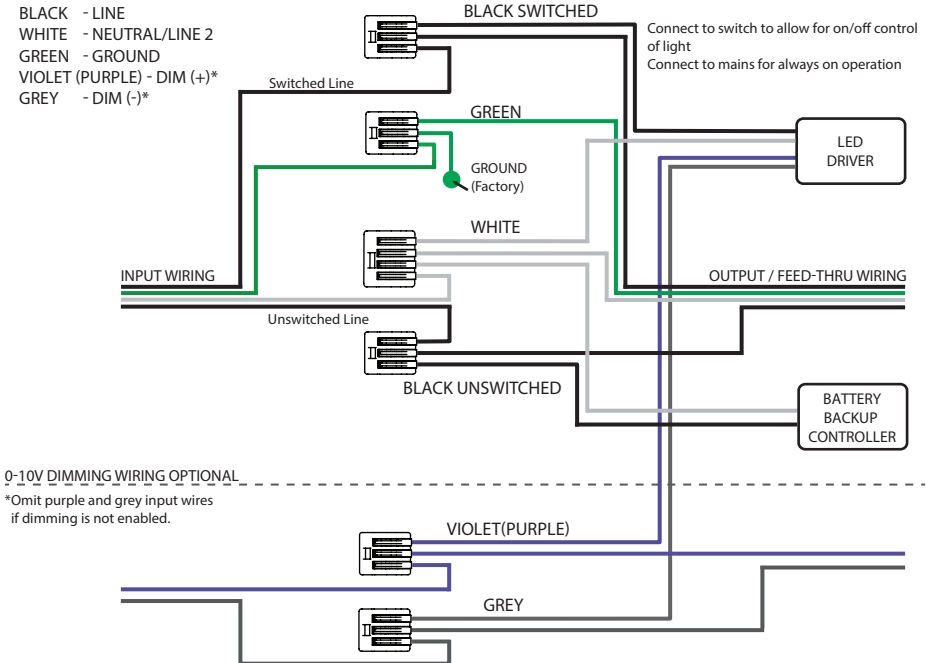 BLACK - LINE
WHITE - NEUTRAL/LINE 2
GREEN - GROUND
VIOLET (PURPLE) - DIM (+)*
GREY - DIM (-)*
BLACK SWITCHED
Connect to switch to allow for on/off control
of light
Connect to mains for always on operation
Switched Line
GREEN
LED
DRIVER
GROUND
(Factory)
WHITE
INPUT WIRING
OUTPUT / FEED-THRU WIRING
Unswitched Line
BLACK UNSWITCHED
BATTERY
BACKUP
CONTROLLER
0-10V DIMMING WIRING OPTIONAL
*Omit purple and grey input wires
if dimming is not enabled.
VIOLET(PURPLE)
GREY